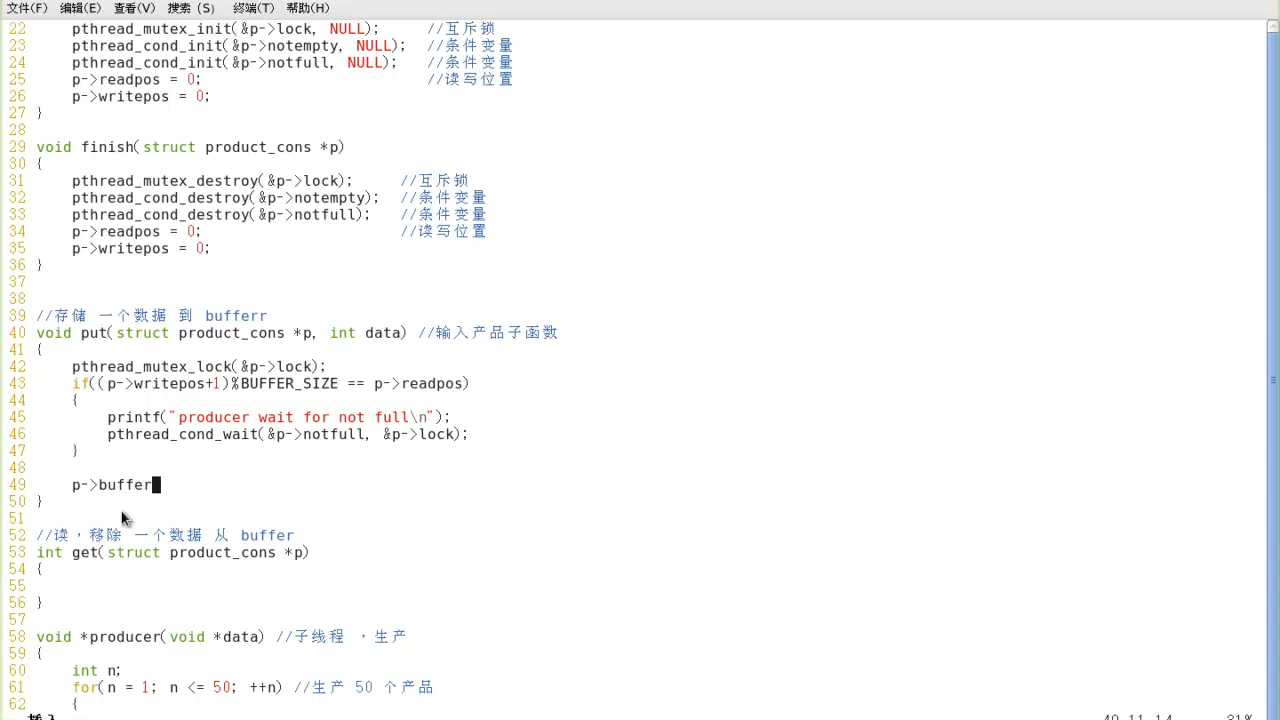 文件(F) 编辑(E) 查看(V) 搜索 (S) 终端(T) 帮助(H)
22 pthread_mutex_init(&p->lock, NULL); //互斥锁
23 pthread_cond_init(&p->notempty, NULL); //条件变量
24 pthread_cond_init(&p->notfull, NULL); //条件变量
25 p->readpos = 0; //读写位置
26 p->writepos = 0;
27 }
28
29 void finish(struct product_cons *p)
30 {
31 pthread_mutex_destroy(&p->lock); //互斥锁
32 pthread_cond_destroy(&p->notempty); //条件变量
33 pthread_cond_destroy(&p->notfull); //条件变量
34 p->readpos = 0; //读写位置
35 p->writepos = 0;
36 }
37
38
39 //存储 一个数据 到 bufferr
40 void put(struct product_cons *p, int data) //输入产品子函数
41 {
42 pthread_mutex_lock(&p->lock);
43 if((p->writepos+1)%BUFFER_SIZE == p->readpos)
44 {
45 printf("producer wait for not full\n");
46 pthread_cond_wait(&p->notfull, &p->lock);
47 }
48
49 p->buffer
50 }
51
52 //读，移除 一个数据 从 buffer
53 int get(struct product_cons *p)
54 {
55
56 }
57
58 void *producer(void *data) //子线程 ，生产
59 {
60 int n;
61 for(n = 1; n <= 50; ++n) //生产 50 个产品
62 {